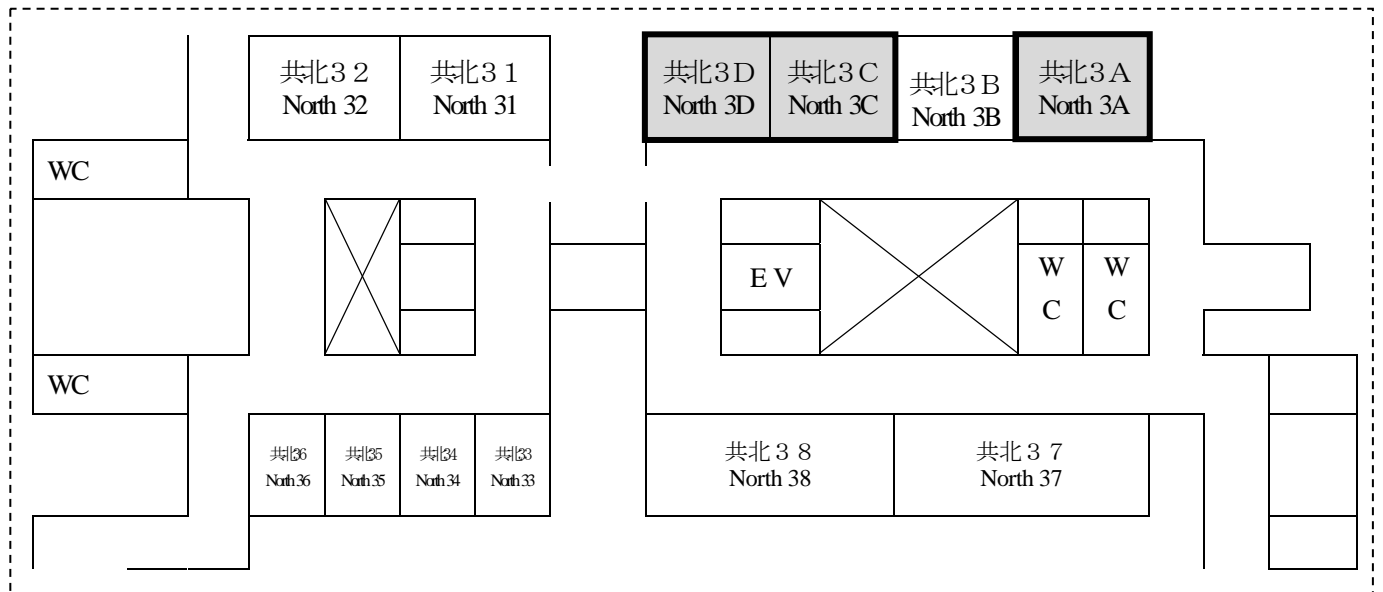 共北３２
North 32
共北３１
North 31
共北３Ｄ
North 3D
共北３Ｃ
North 3C
共北３Ｂ
North 3B
共北３Ａ
North 3A
WC
EV
W
C
W
C
WC
共北36
North 36
共北35
North 35
共北34
North 34
共北33
North 33
共北３８
North 38
共北３７
North 37